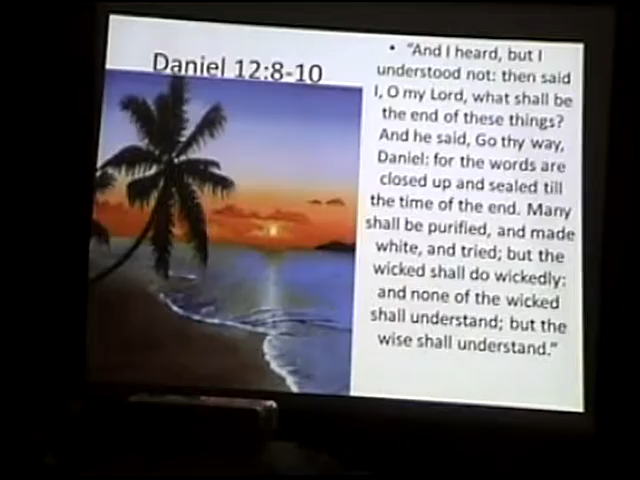 Daniel 12:8-10
• "And I heard, but I
understood not: then said
I, O my Lord, what shall be
the end of these things?
And he said, Go thy way,
Daniel: for the words are
closed up and sealed till
the time of the end. Many
shall be purified, and made
white, and tried; but the
wicked shall do wickedly:
and none of the wicked
shall understand; but the
wise shall understand."